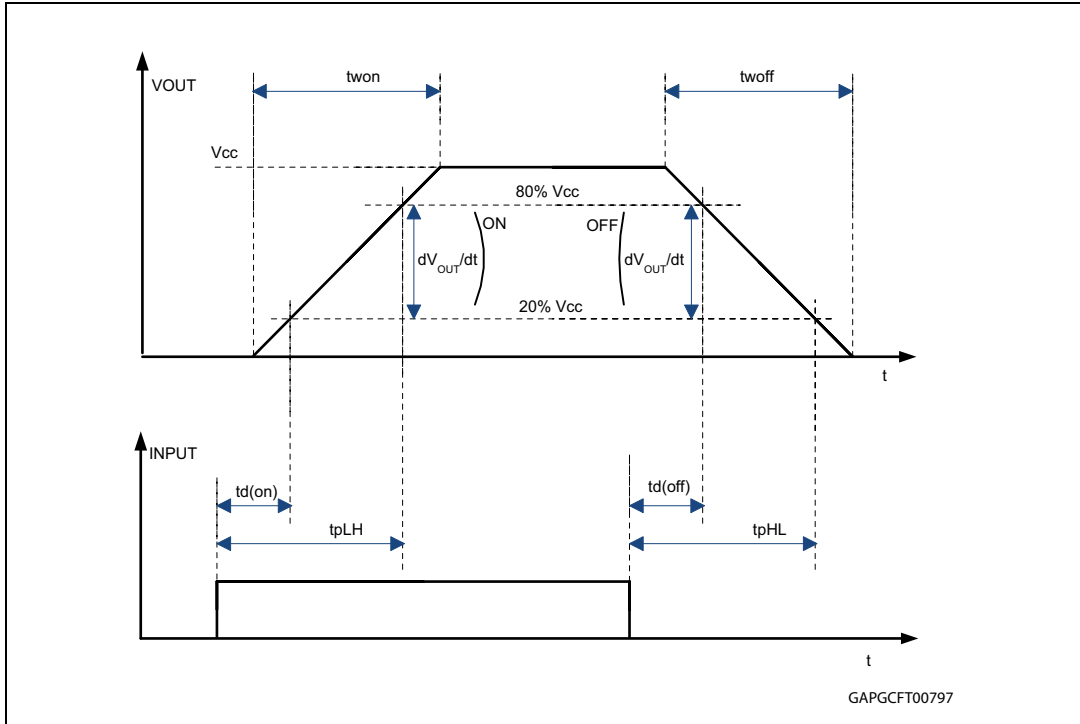 VOUT
twon
twoff
Vcc
80% Vcc
ON
OFF
dVOUT/dt
dVOUT/dt
20% Vcc
t
INPUT
td(on)
td(off)
tpLH
tpHL
t
GAPGCFT00797